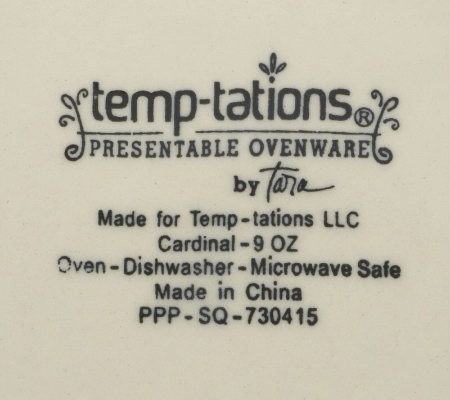 temp-tations®
PRESENTABLE OVENWARE
by Tara
Made for Temp-tations LLC
Cardinal-9 OZ
Oven-Dishwasher-Microwave Safe
Made in China
PPP-SQ-730415